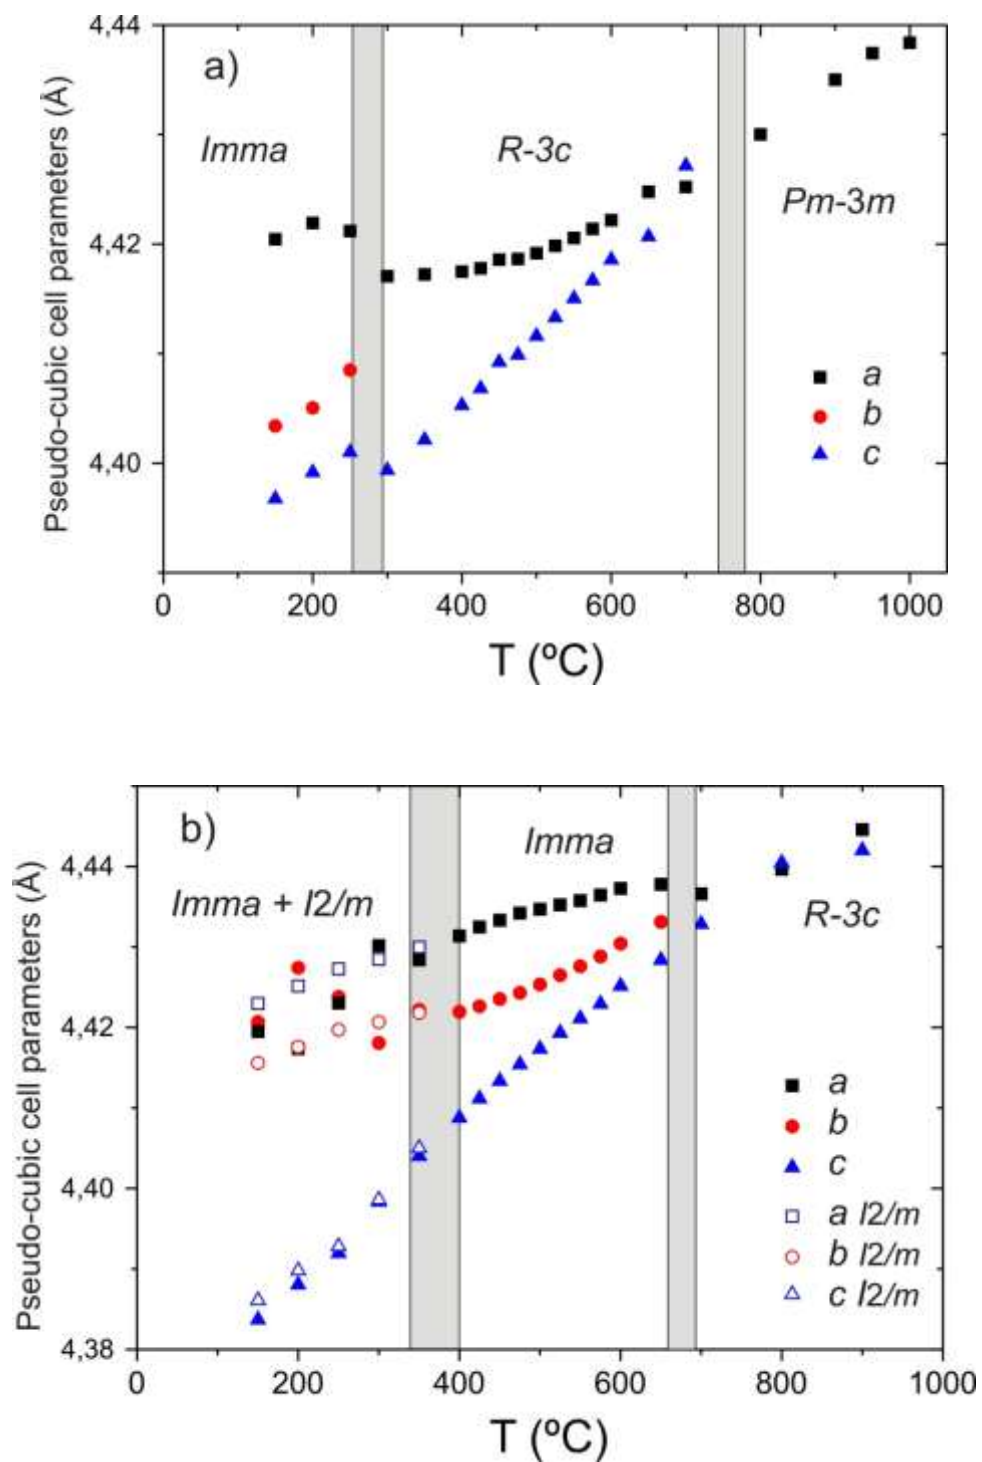 Pseudo-cubic cell parameters (Å)
4,44
4,42
4,40
a)
Imma
R-3c
Pm-3m
a
b
c
0
200
400
600
800
1000
T (ºC)
Pseudo-cubic cell parameters (Å)
4,44
4,42
4,40
4,38
b)
Imma + I2/m
Imma
R-3c
a
b
c
a I2/m
b I2/m
c I2/m
0
200
400
600
800
1000
T (ºC)